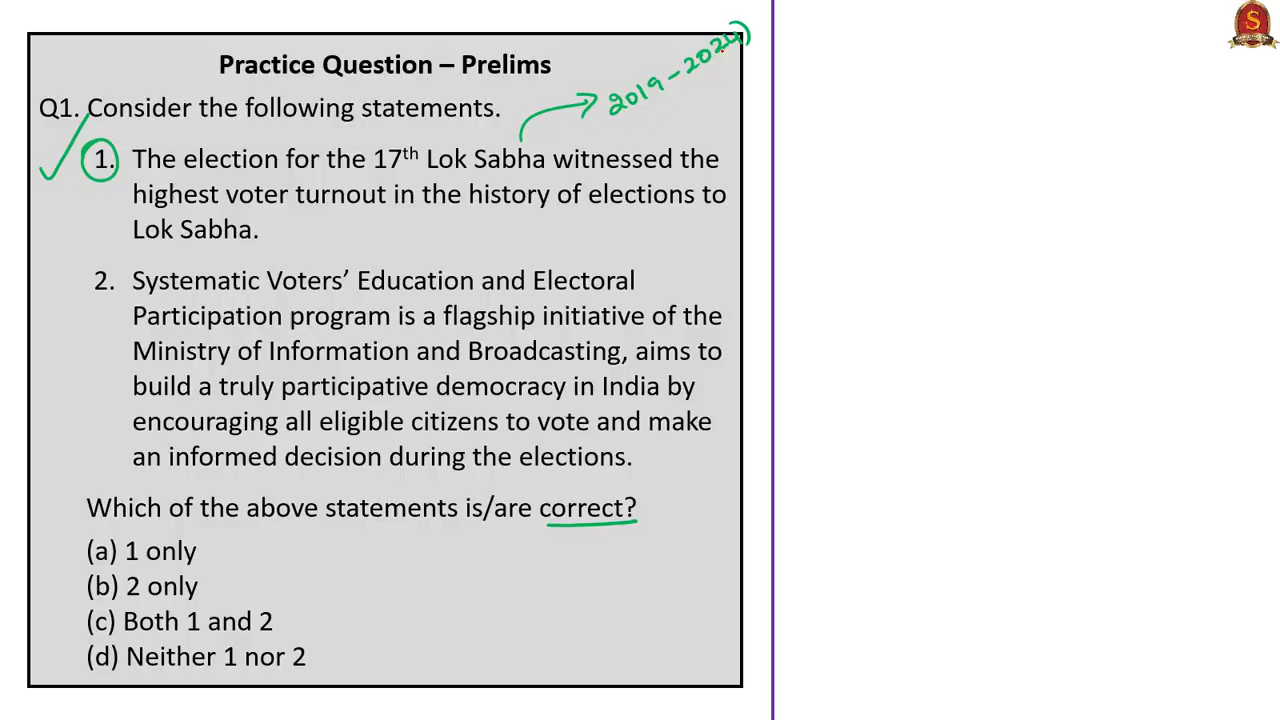 Practice Question – Prelims
2019 - 2024)
Q1. Consider the following statements.
1. The election for the 17th Lok Sabha witnessed the
highest voter turnout in the history of elections to
Lok Sabha.
2. Systematic Voters’ Education and Electoral
Participation program is a flagship initiative of the
Ministry of Information and Broadcasting, aims to
build a truly participative democracy in India by
encouraging all eligible citizens to vote and make
an informed decision during the elections.
Which of the above statements is/are correct?
(a) 1 only
(b) 2 only
(c) Both 1 and 2
(d) Neither 1 nor 2
S